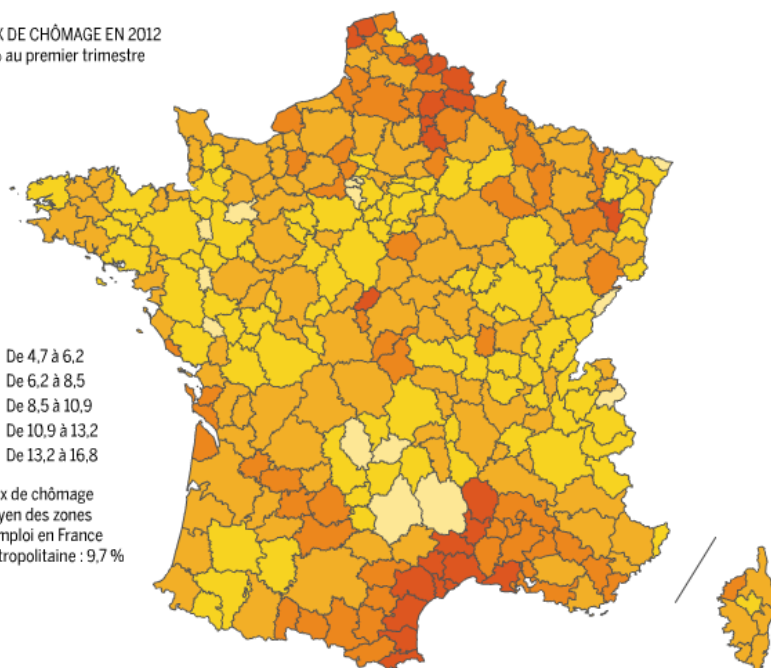 X DE CHÔMAGE EN 2012
au premier trimestre
De 4,7 à 6,2
De 6,2 à 8,5
De 8,5 à 10,9
De 10,9 à 13,2
De 13,2 à 16,8
x de chômage
yen des zones
mploi en France
tropolitaine : 9,7 %